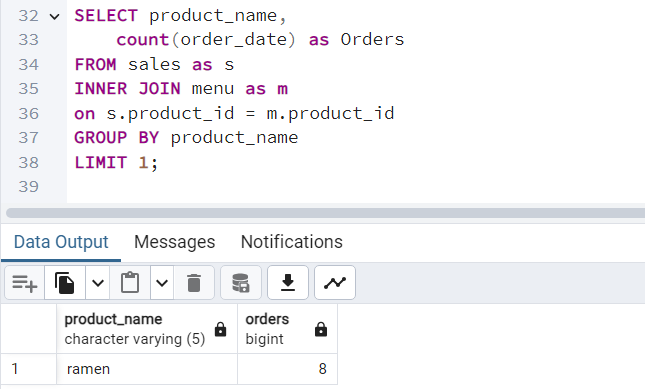 32 SELECT product_name,
33 count(order_date) as Orders
34 FROM sales as s
35 INNER JOIN menu as m
36 on s.product_id = m.product_id
37 GROUP BY product_name
38 LIMIT 1;
39
Data Output Messages Notifications
product_name orders
character varying (5) bigint
1 ramen 8